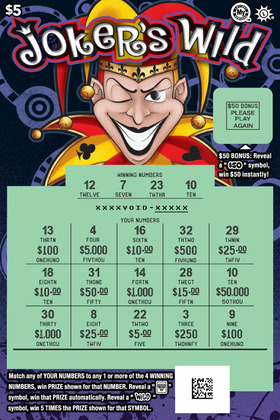 $5
JOKER'S WILD
$50 BONUS
PLEASE
PLAY
AGAIN
$50 BONUS: Reveal
a "$50" symbol,
win $50 instantly!
WINNING NUMBERS
12 7 23 10
TWELVE SEVEN TWTHR TEN
XXXXVOID-XXXXX
YOUR NUMBERS
13 4 16 32 29
THRTN FOUR SIXTN THTWO TWNIN
$100 $5,000 $10.00 $500 $25.00
ONEHUND FIVTHOU TEN FIVHUND TWFIV
18 31 14 28 10
EIGHTN THONE FORTN TWEGT TEN
$10.00 $50.00 $1,000 $15.00 $50,000
TEN FIFTY ONETHOU FIFTN 50THOU
30 8 22 3 9
THIRTY EIGHT TWTWO THREE NINE
$1,000 $25.00 $5.00 $250 $100
ONETHOU TWFIV FIVE TWOHNFY ONEHUND
Match any of YOUR NUMBERS to any 1 or more of the 4 WINNING
NUMBERS, win PRIZE shown for that NUMBER. Reveal a "
" symbol, win that PRIZE automatically. Reveal a "WILD"
symbol, win 5 TIMES the PRIZE shown for that SYMBOL.